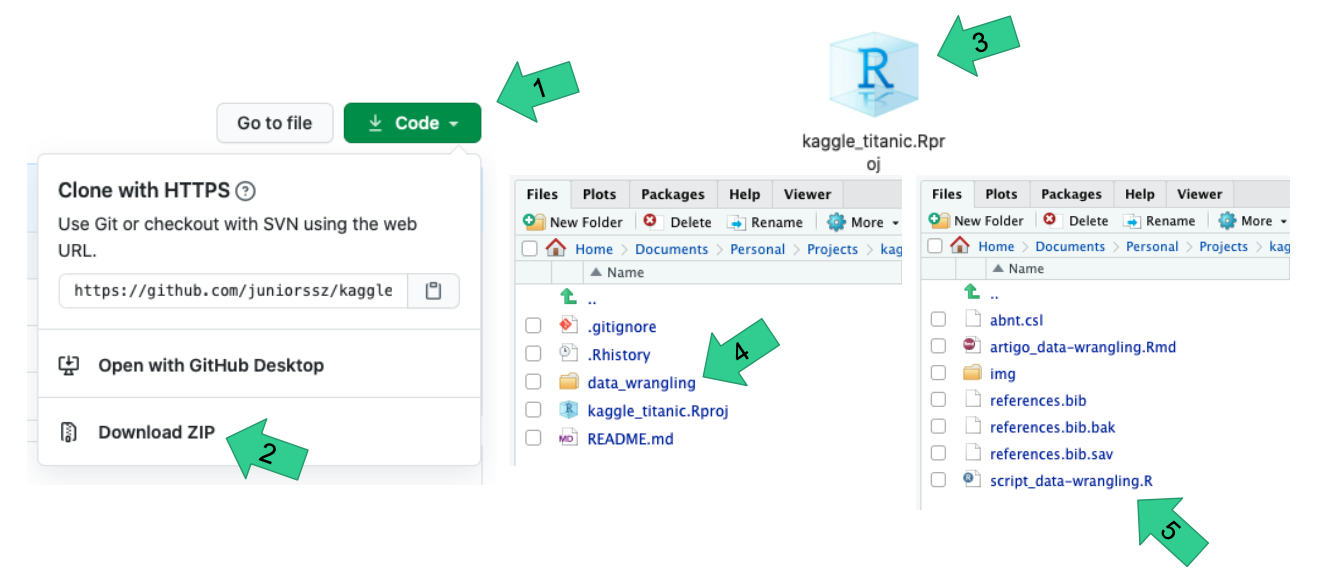 1
Go to file
Code
Clone with HTTPS ?
Use Git or checkout with SVN using the web
URL.
https://github.com/juniorssz/kaggle
Open with GitHub Desktop
Download ZIP
2
3
R
kaggle_titanic.Rpr
oj
Files Plots Packages Help Viewer
New Folder Delete Rename More
Home > Documents > Personal > Projects > kag
Name
..
.gitignore
.Rhistory
data_wrangling
kaggle_titanic.Rproj
MD README.md
4
Files Plots Packages Help Viewer
New Folder Delete Rename More
Home > Documents > Personal > Projects > kag
Name
..
abnt.csl
artigo_data-wrangling.Rmd
img
references.bib
references.bib.bak
references.bib.sav
script_data-wrangling.R
5